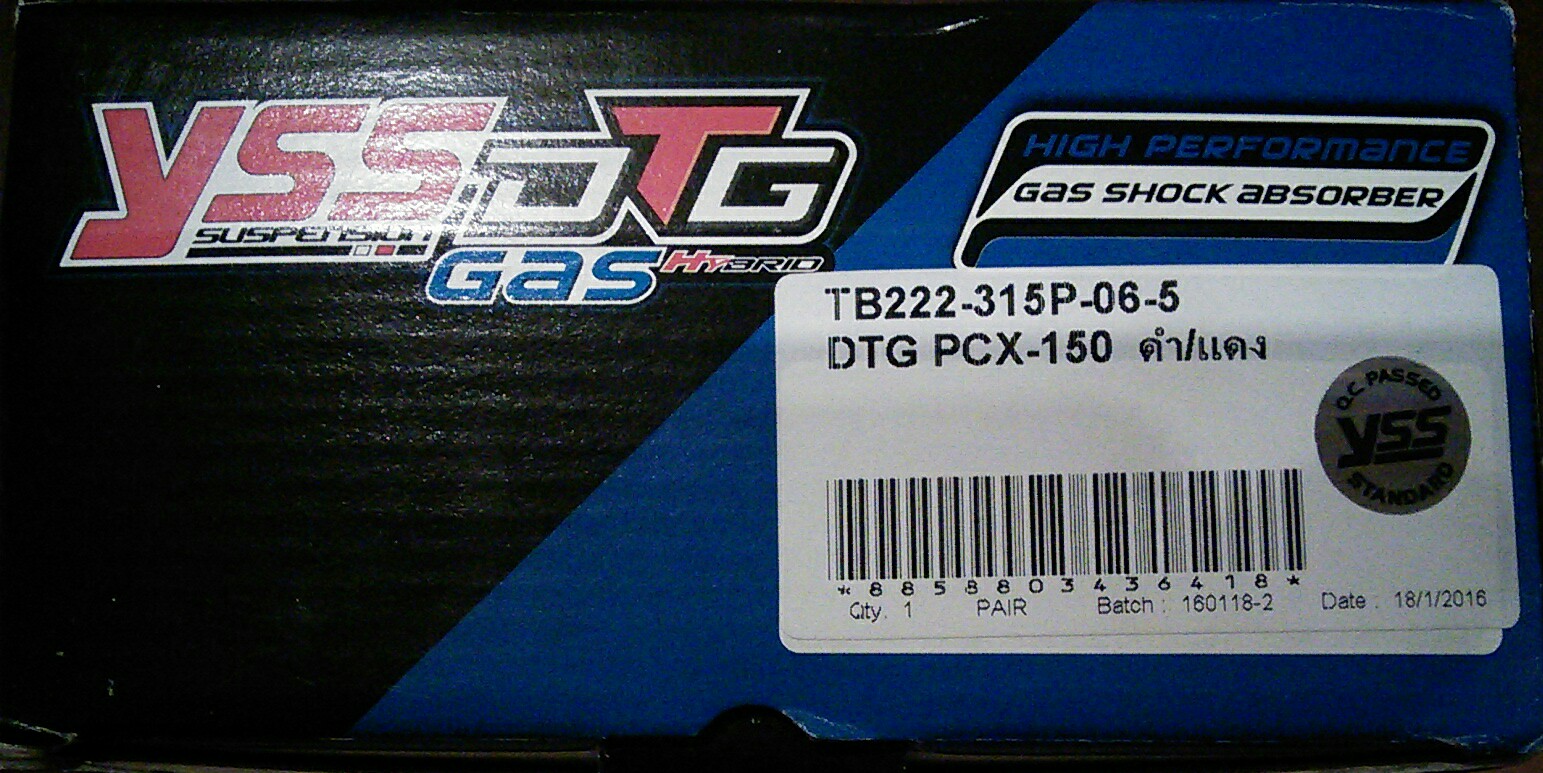 YSS DTG
SUSPENSION
Gas HYBRID
HIGH PERFORMANCE
GAS SHOCK ABSORBER
TB222-315P-06-5
DTG PCX-150 ดำ/แดง
Q.C PASSED
YSS
STANDARD
*8858803436418*
Qty. 1 PAIR Batch : 160118-2 Date : 18/1/2016